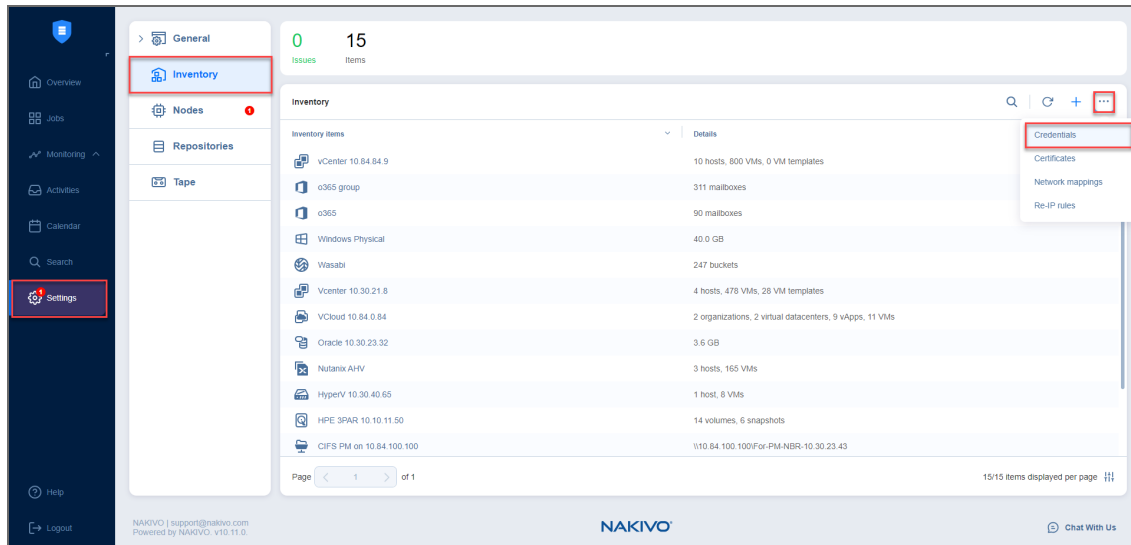 Overview
Jobs
Monitoring
Activities
Calendar
Search
1
Settings
Help
Logout
General
Inventory
Nodes 1
Repositories
Tape
0 15
Issues Items
Inventory
Inventory items Details
vCenter 10.84.84.9 10 hosts, 800 VMs, 0 VM templates
o365 group 311 mailboxes
o365 90 mailboxes
Windows Physical 40.0 GB
Wasabi 247 buckets
Vcenter 10.30.21.8 4 hosts, 478 VMs, 28 VM templates
VCloud 10.84.0.84 2 organizations, 2 virtual datacenters, 9 vApps, 11 VMs
Oracle 10.30.23.32 3.6 GB
Nutanix AHV 3 hosts, 165 VMs
HyperV 10.30.40.65 1 host, 8 VMs
HPE 3PAR 10.10.11.50 14 volumes, 6 snapshots
CIFS PM on 10.84.100.100 \\10.84.100.100\For-PM-NBR-10.30.23.43
Credentials
Certificates
Network mappings
Re-IP rules
Page 1 of 1
15/15 items displayed per page
NAKIVO | support@nakivo.com
Powered by NAKIVO. v10.11.0.
NAKIVO®
Chat With Us